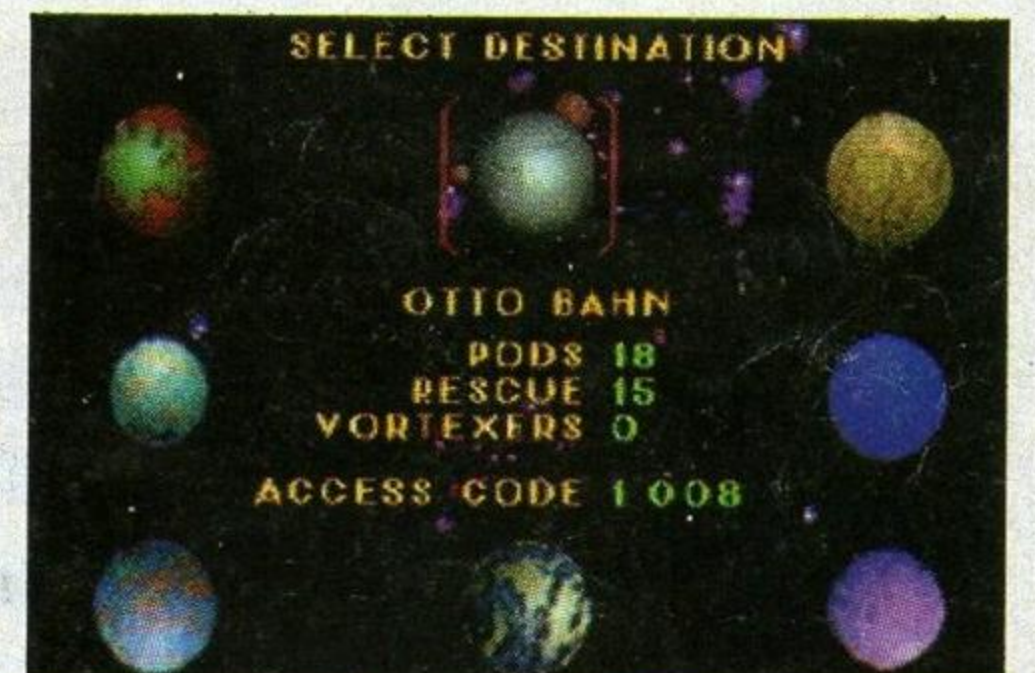 SELECT DESTINATION
OTTO BAHN
PODS 18
RESCUE 15
VORTEXERS 0
ACCESS CODE 1008